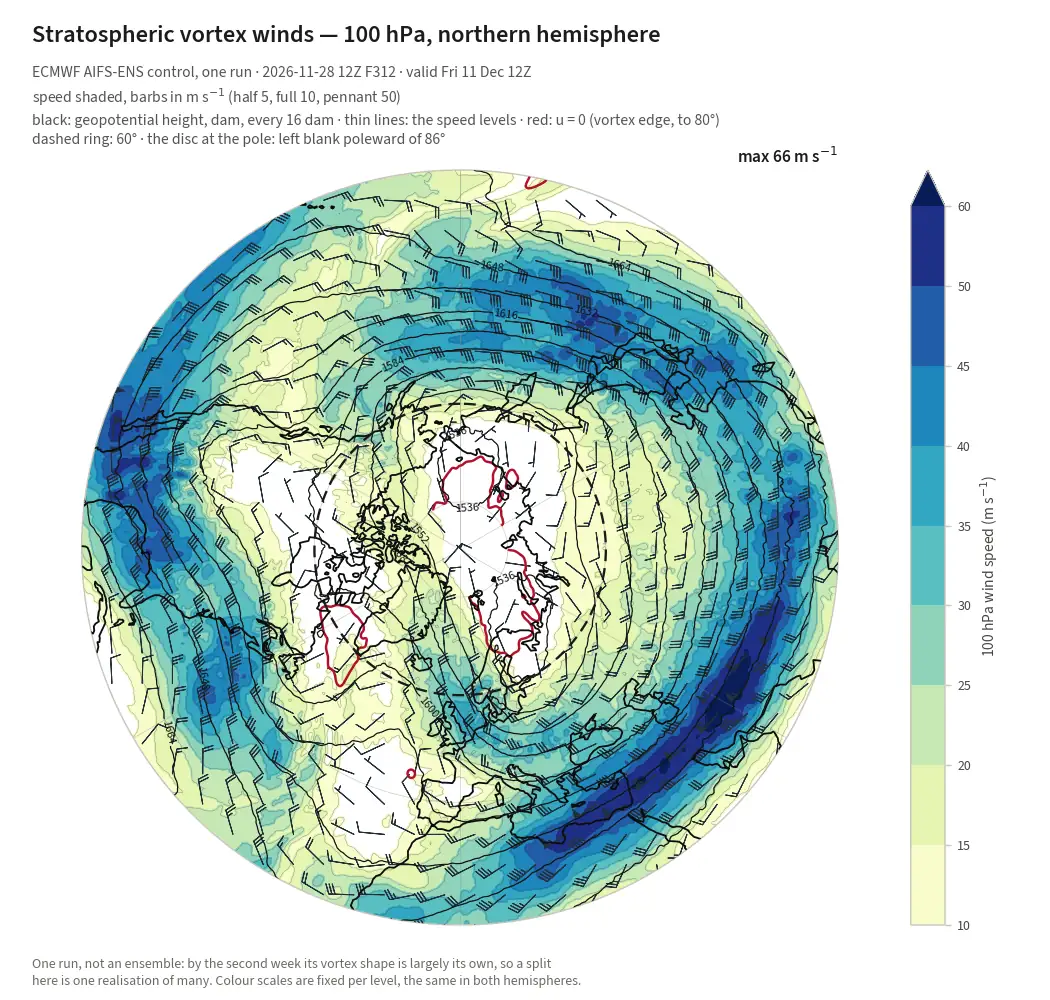 Stratospheric vortex winds — 100 hPa, northern hemisphere
ECMWF AIFS-ENS control, one run · 2026-11-28 12Z F312 · valid Fri 11 Dec 12Z
speed shaded, barbs in m s⁻¹ (half 5, full 10, pennant 50)
black: geopotential height, dam, every 16 dam · thin lines: the speed levels · red: u = 0 (vortex edge, to 80°)
dashed ring: 60° · the disc at the pole: left blank poleward of 86°
max 66 m s⁻¹
60
50
45
40
35
30
25
20
15
10
100 hPa wind speed (m s⁻¹)
1648
1664
1616
1632
1584
1536
1552
1536
1600
One run, not an ensemble: by the second week its vortex shape is largely its own, so a split
here is one realisation of many. Colour scales are fixed per level, the same in both hemispheres.